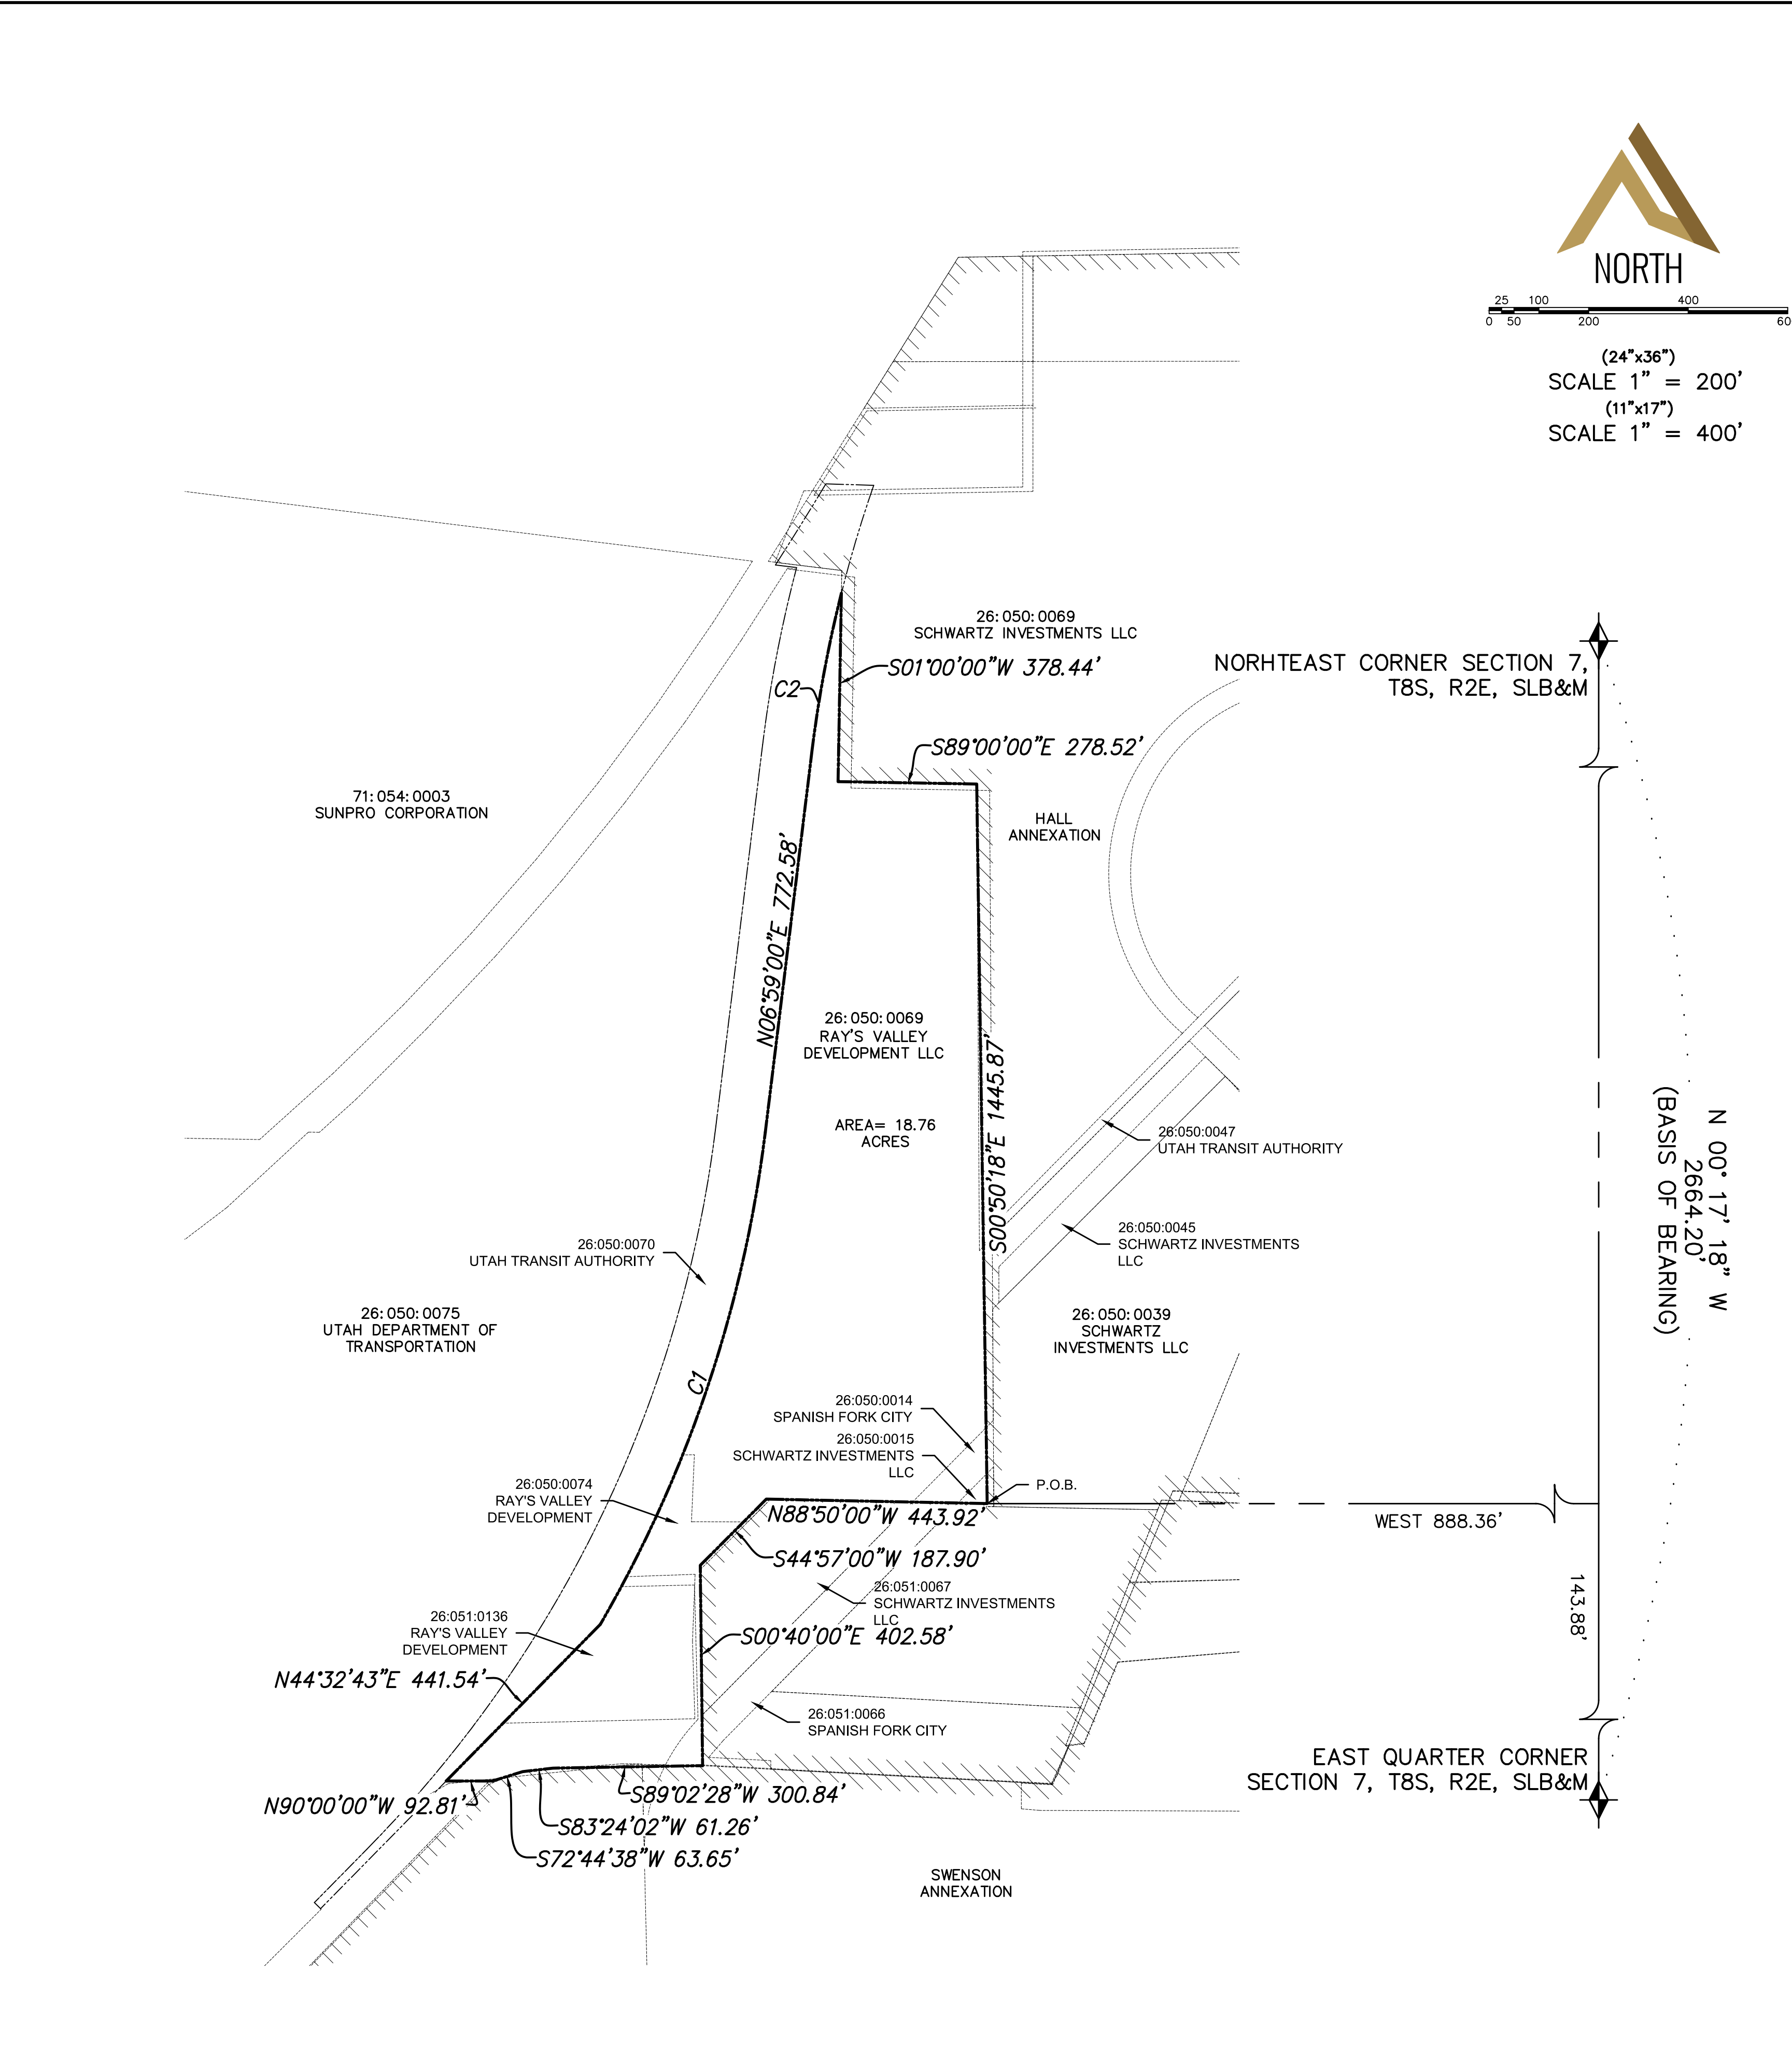 NORTH
25 100 400
0 50 200 60
(24"x36")
SCALE 1" = 200'
(11"x17")
SCALE 1" = 400'
26:050:0069
SCHWARTZ INVESTMENTS LLC
S01°00'00"W 378.44'
C2
NORHTEAST CORNER SECTION 7,
T8S, R2E, SLB&M
S89°00'00"E 278.52'
71:054:0003
SUNPRO CORPORATION
HALL
ANNEXATION
N06°59'00"E 772.58'
26:050:0069
RAY'S VALLEY
DEVELOPMENT LLC
AREA= 18.76
ACRES
S00°50'18"E 1445.87'
26:050:0047
UTAH TRANSIT AUTHORITY
N 00° 17' 18" W
2664.20'
(BASIS OF BEARING)
26:050:0045
SCHWARTZ INVESTMENTS
LLC
26:050:0070
UTAH TRANSIT AUTHORITY
26:050:0075
UTAH DEPARTMENT OF
TRANSPORTATION
26:050:0039
SCHWARTZ
INVESTMENTS LLC
C1
26:050:0014
SPANISH FORK CITY
26:050:0015
SCHWARTZ INVESTMENTS
LLC
P.O.B.
26:050:0074
RAY'S VALLEY
DEVELOPMENT
N88°50'00"W 443.92'
WEST 888.36'
S44°57'00"W 187.90'
26:051:0067
SCHWARTZ INVESTMENTS
LLC
143.88'
26:051:0136
RAY'S VALLEY
DEVELOPMENT
S00°40'00"E 402.58'
N44°32'43"E 441.54'
26:051:0066
SPANISH FORK CITY
EAST QUARTER CORNER
SECTION 7, T8S, R2E, SLB&M
N90°00'00"W 92.81'
S89°02'28"W 300.84'
S83°24'02"W 61.26'
S72°44'38"W 63.65'
SWENSON
ANNEXATION